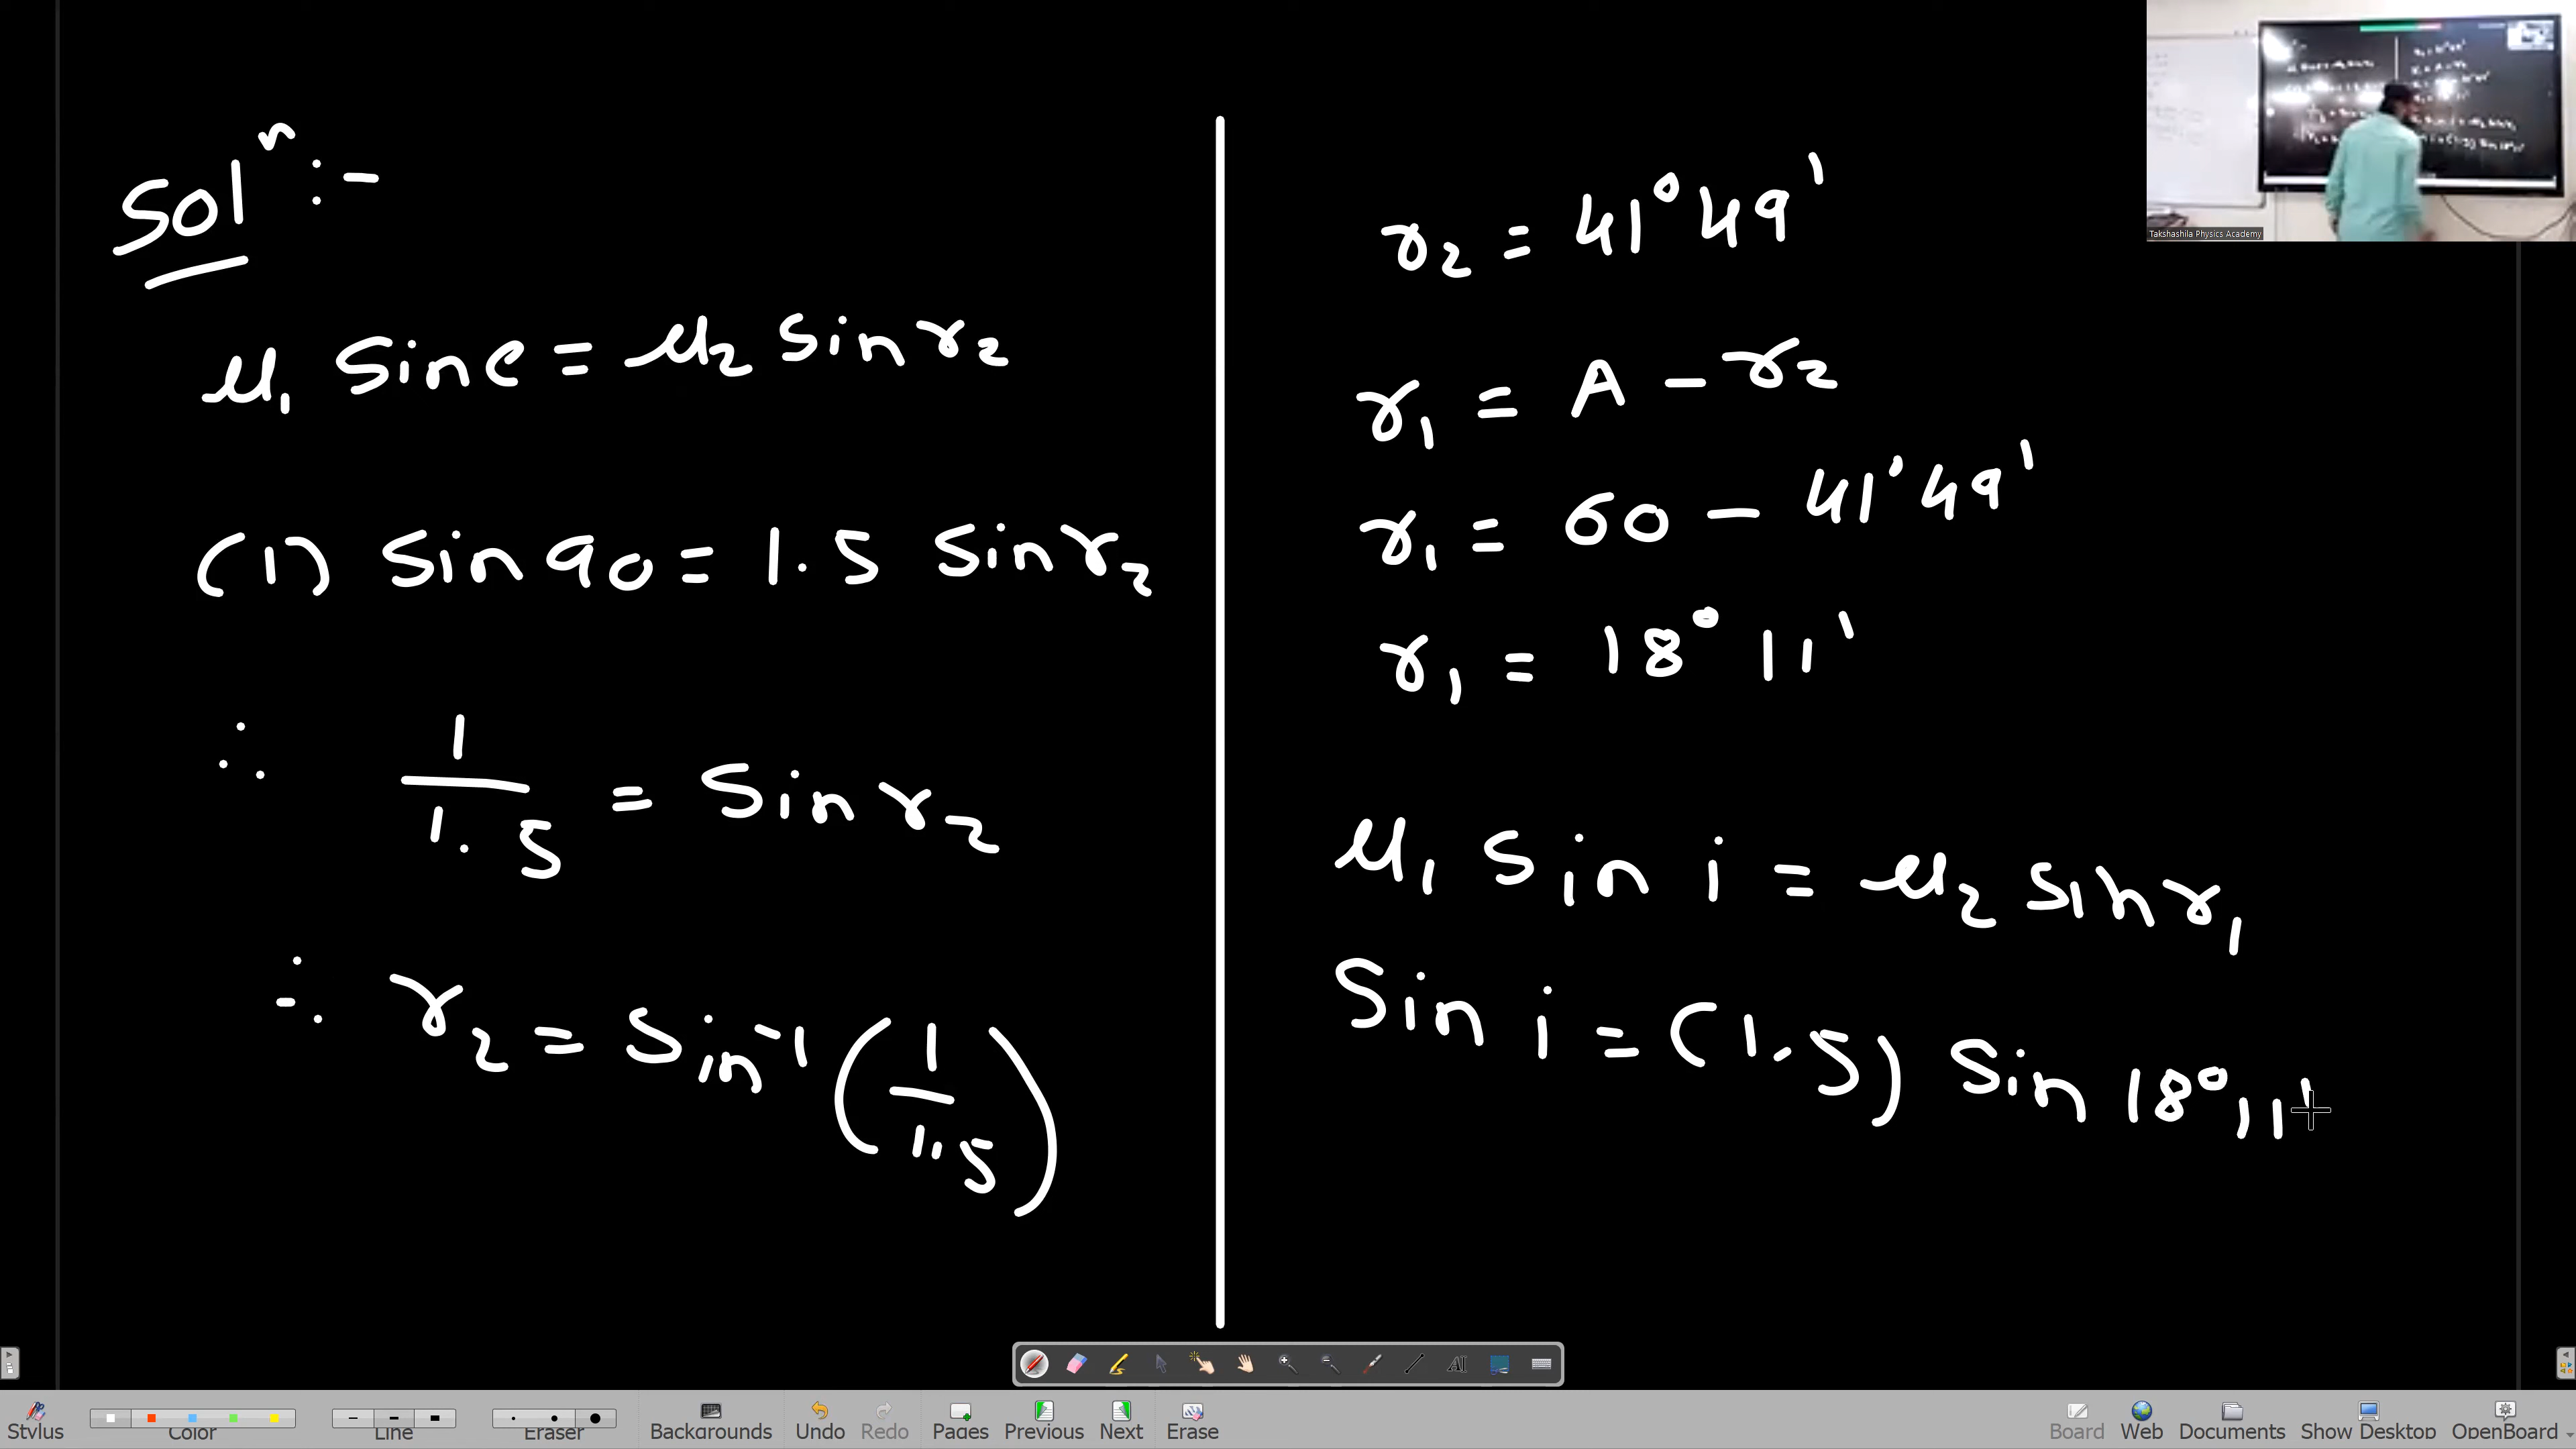 Solⁿ :-
μ₁ Sin e = μ₂ Sin r₂
(1) Sin 90 = 1.5 Sin r₂
∴ 1/1.5 = Sin r₂
∴ r₂ = Sin⁻¹ (1/1.5)
r₂ = 41° 49'
r₁ = A - r₂
r₁ = 60 - 41° 49'
r₁ = 18° 11'
μ₁ Sin i = μ₂ Sin r₁
Sin i = (1.5) Sin 18° 11'
Takshashila Physics Academy
Stylus
Color
Line
Eraser
Backgrounds
Undo
Redo
Pages
Previous
Next
Erase
Board
Web
Documents
Show Desktop
OpenBoard